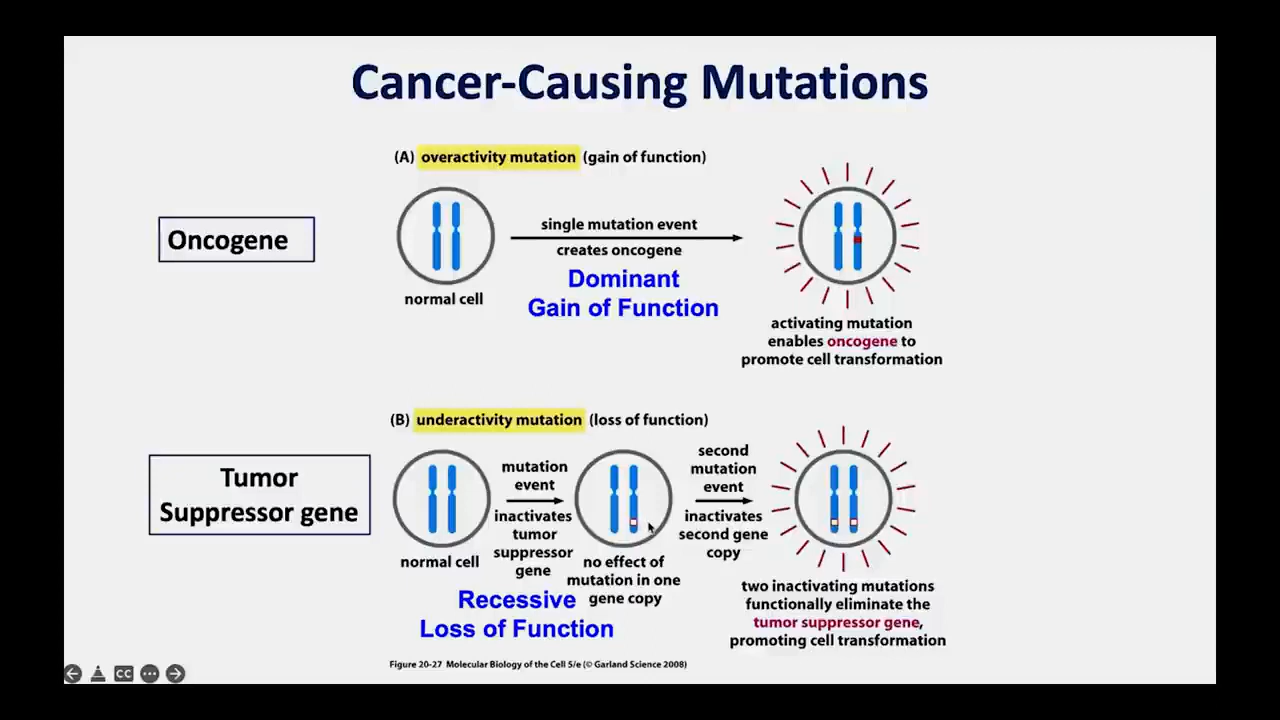 Cancer-Causing Mutations
(A) overactivity mutation (gain of function)
Oncogene
single mutation event
creates oncogene
Dominant
Gain of Function
normal cell
activating mutation
enables oncogene to
promote cell transformation
(B) underactivity mutation (loss of function)
Tumor
Suppressor gene
mutation
event
inactivates
tumor
suppressor
gene
second
mutation
event
inactivates
second gene
copy
normal cell
no effect of
mutation in one
gene copy
Recessive
Loss of Function
two inactivating mutations
functionally eliminate the
tumor suppressor gene,
promoting cell transformation
Figure 20-27 Molecular Biology of the Cell 5/e (© Garland Science 2008)
CC